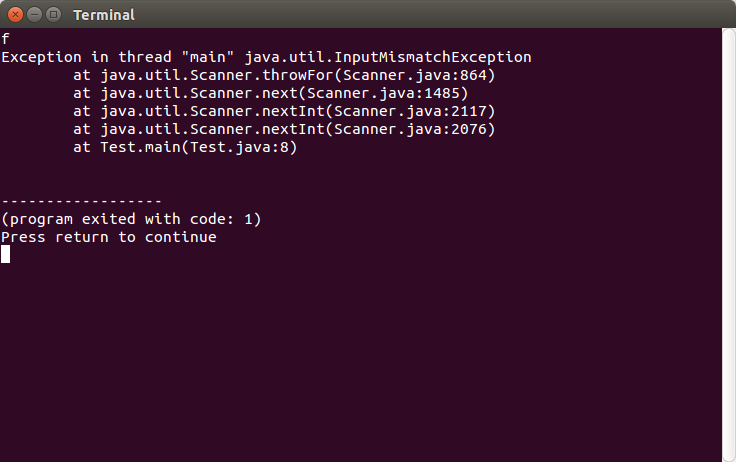 Terminal
f
Exception in thread "main" java.util.InputMismatchException
        at java.util.Scanner.throwFor(Scanner.java:864)
        at java.util.Scanner.next(Scanner.java:1485)
        at java.util.Scanner.nextInt(Scanner.java:2117)
        at java.util.Scanner.nextInt(Scanner.java:2076)
        at Test.main(Test.java:8)
------------------
(program exited with code: 1)
Press return to continue